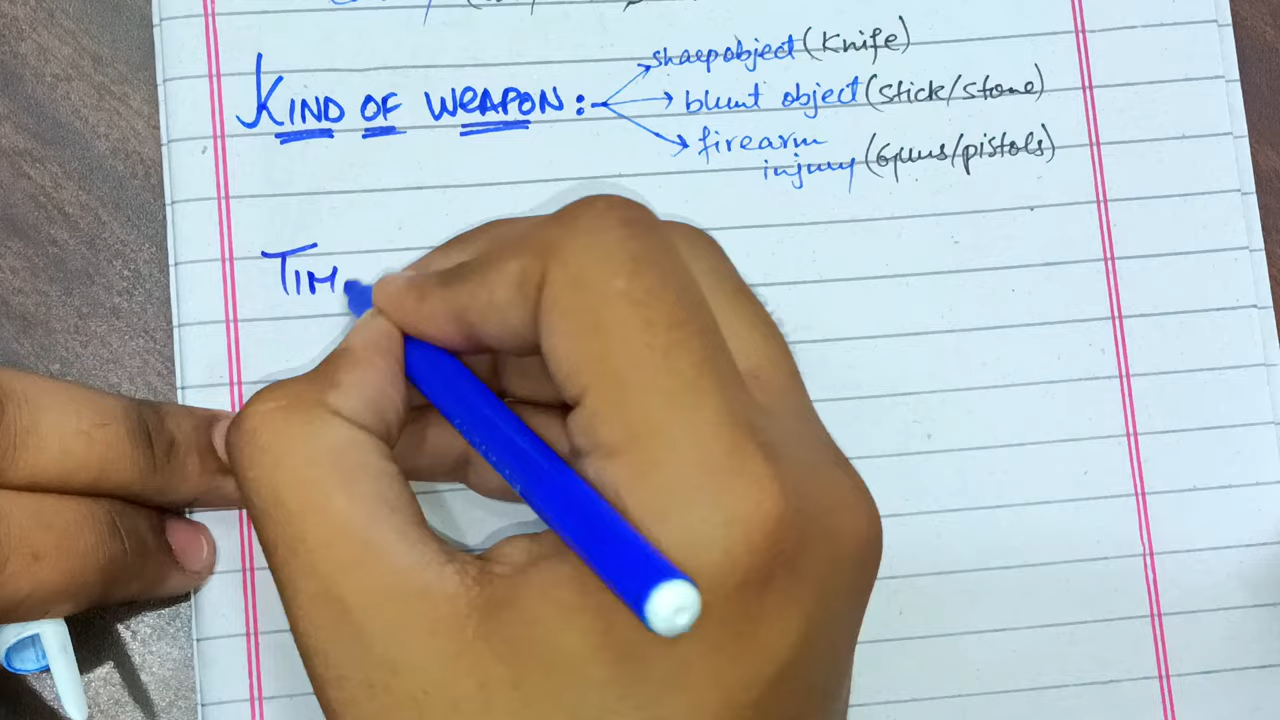 KIND OF WEAPON :- sharp object (Knife)
blunt object (stick/stone)
firearm
injury (Guns/pistols)
TIM